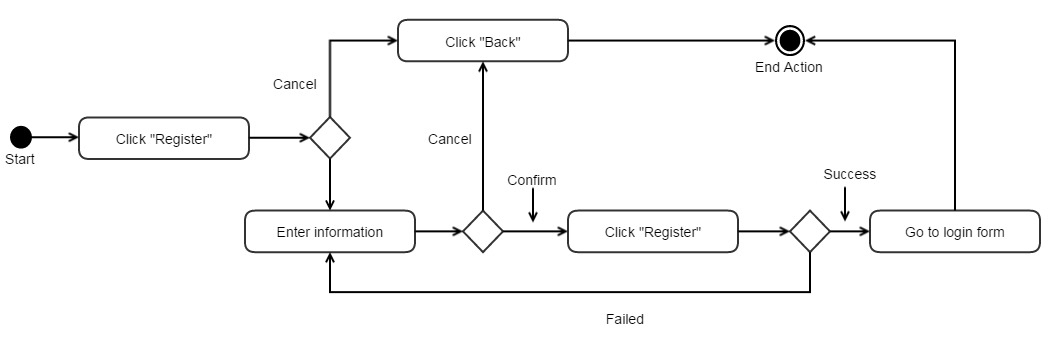 Click "Back"
End Action
Cancel
Click "Register"
Start
Cancel
Confirm
Success
Enter information
Click "Register"
Go to login form
Failed